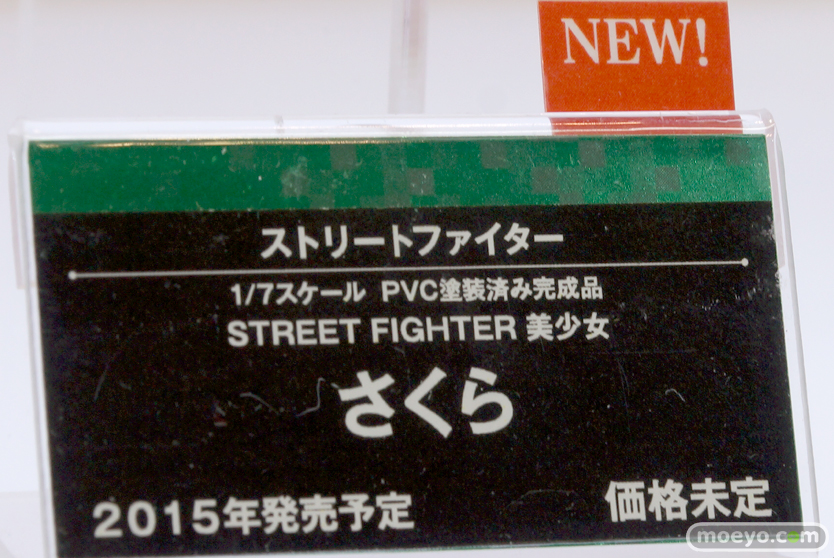 NEW!
ストリートファイター
1/7スケール PVC塗装済み完成品
STREET FIGHTER 美少女
さくら
2015年発売予定
価格未定
moeyo.com